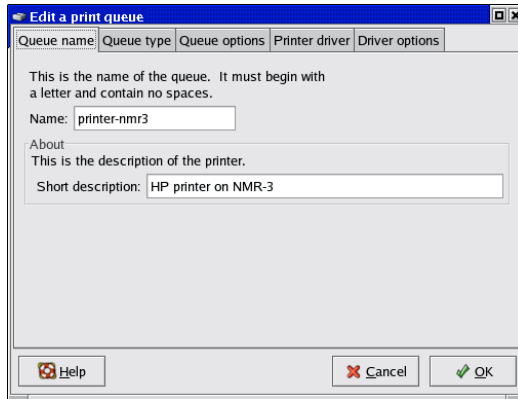 Edit a print queue
Queue name Queue type Queue options Printer driver Driver options
This is the name of the queue. It must begin with
a letter and contain no spaces.
Name: printer-nmr3
About
This is the description of the printer.
Short description: HP printer on NMR-3
Help Cancel OK